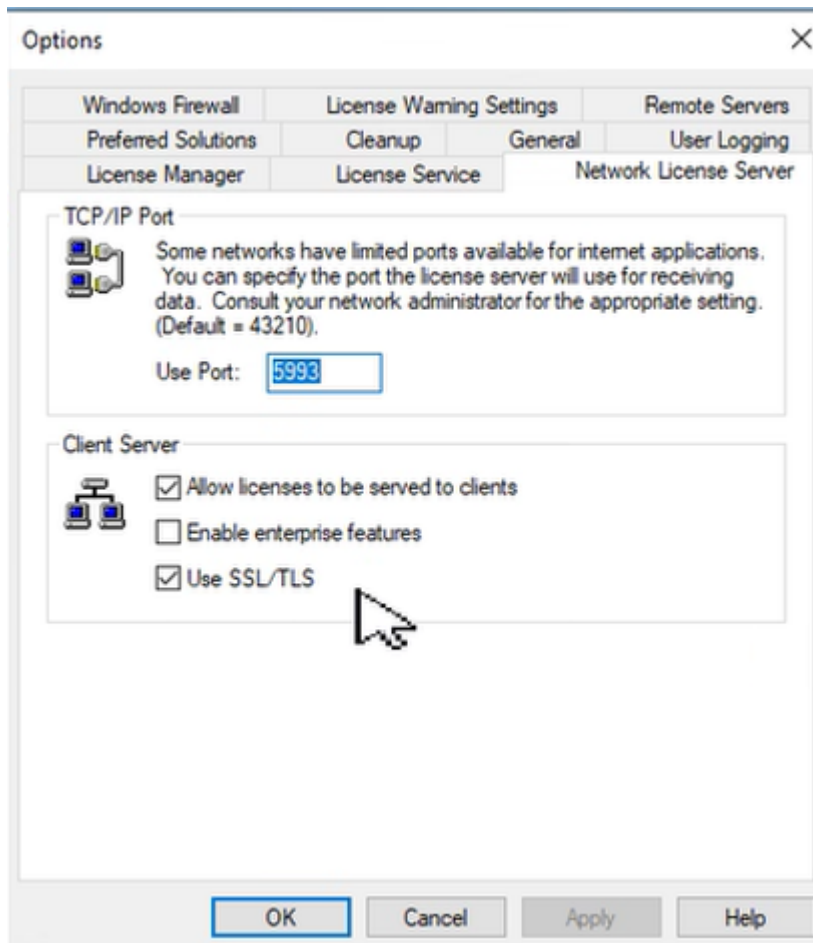 Options
Windows Firewall License Warning Settings Remote Servers
Preferred Solutions Cleanup General User Logging
License Manager License Service Network License Server
TCP/IP Port
Some networks have limited ports available for internet applications.
You can specify the port the license server will use for receiving
data. Consult your network administrator for the appropriate setting.
(Default = 43210).
Use Port: 5993
Client Server
Allow licenses to be served to clients
Enable enterprise features
Use SSL/TLS
OK Cancel Apply Help